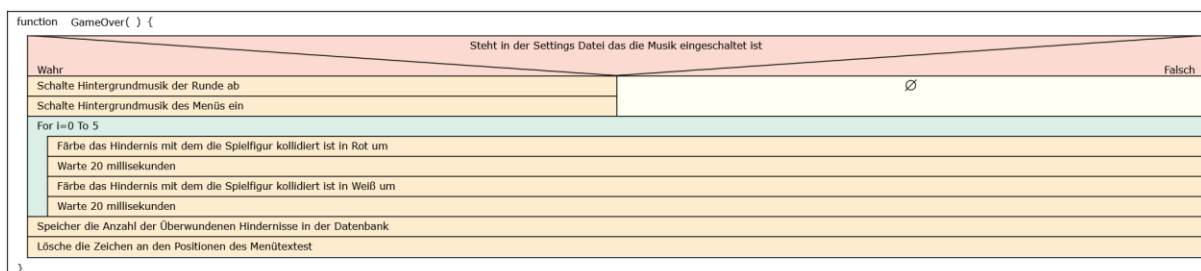 function GameOver( ) {
Steht in der Settings Datei das die Musik eingeschaltet ist
Wahr Falsch
Schalte Hintergrundmusik der Runde ab ∅
Schalte Hintergrundmusik des Menüs ein
For i=0 To 5
Färbe das Hindernis mit dem die Spielfigur kollidiert ist in Rot um
Warte 20 millisekunden
Färbe das Hindernis mit dem die Spielfigur kollidiert ist in Weiß um
Warte 20 millisekunden
Speicher die Anzahl der Überwundenen Hindernisse in der Datenbank
Lösche die Zeichen an den Positionen des Menütextest
}